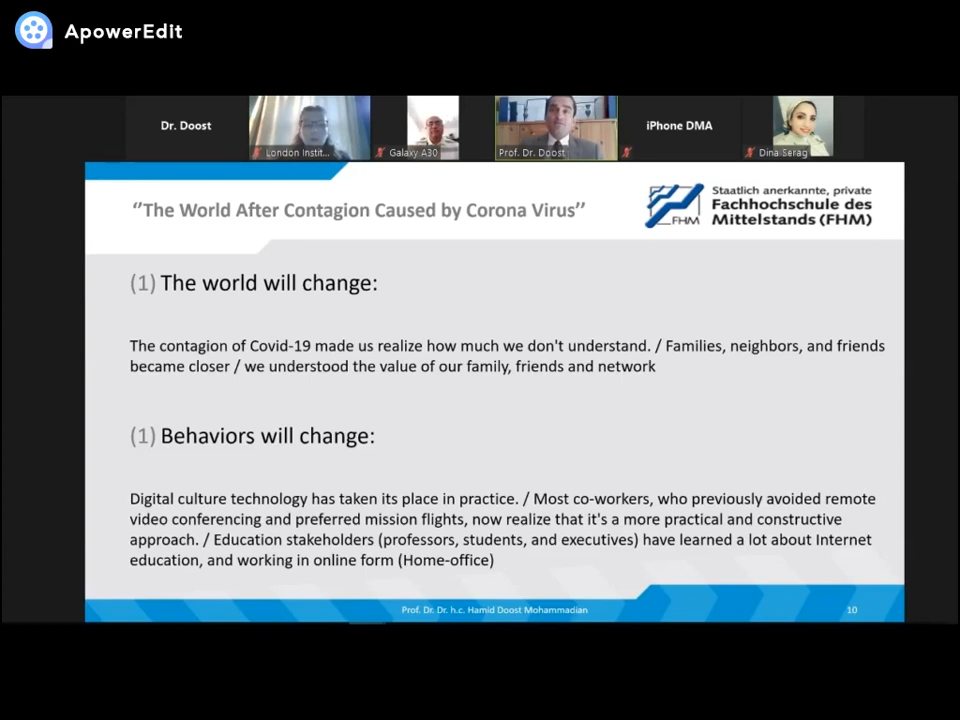 ApowerEdit
Dr. Doost
London Instit...
Galaxy A30
Prof. Dr. Doost
iPhone DMA
Dina Serag
‘’The World After Contagion Caused by Corona Virus’’
Staatlich anerkannte, private
Fachhochschule des
Mittelstands (FHM)
FHM
(1) The world will change:
The contagion of Covid-19 made us realize how much we don't understand. / Families, neighbors, and friends
became closer / we understood the value of our family, friends and network
(1) Behaviors will change:
Digital culture technology has taken its place in practice. / Most co-workers, who previously avoided remote
video conferencing and preferred mission flights, now realize that it's a more practical and constructive
approach. / Education stakeholders (professors, students, and executives) have learned a lot about Internet
education, and working in online form (Home-office)
Prof. Dr. Dr. h.c. Hamid Doost Mohammadian
10